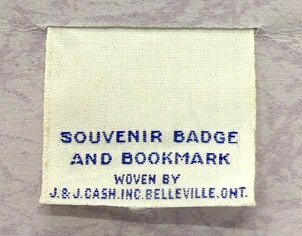 SOUVENIR BADGE
AND BOOKMARK
WOVEN BY
J.& J.CASH.INC.BELLEVILLE.ONT.